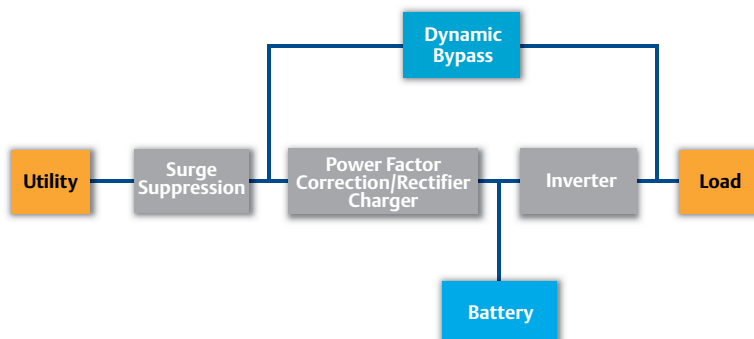 Dynamic
Bypass
Utility
Surge
Suppression
Power Factor
Correction/Rectifier
Charger
Inverter
Load
Battery